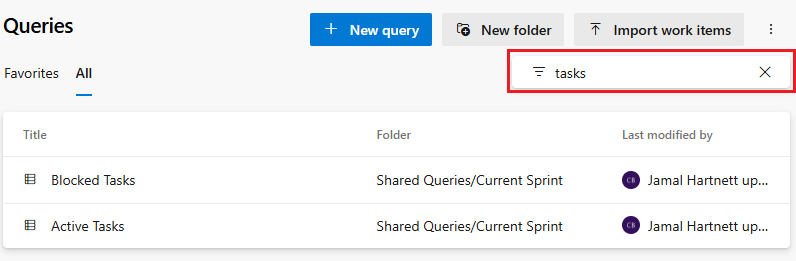 Queries
New query
New folder
Import work items
Favorites
All
tasks
Title Folder Last modified by
Blocked Tasks Shared Queries/Current Sprint CB Jamal Hartnett up...
Active Tasks Shared Queries/Current Sprint CB Jamal Hartnett up...